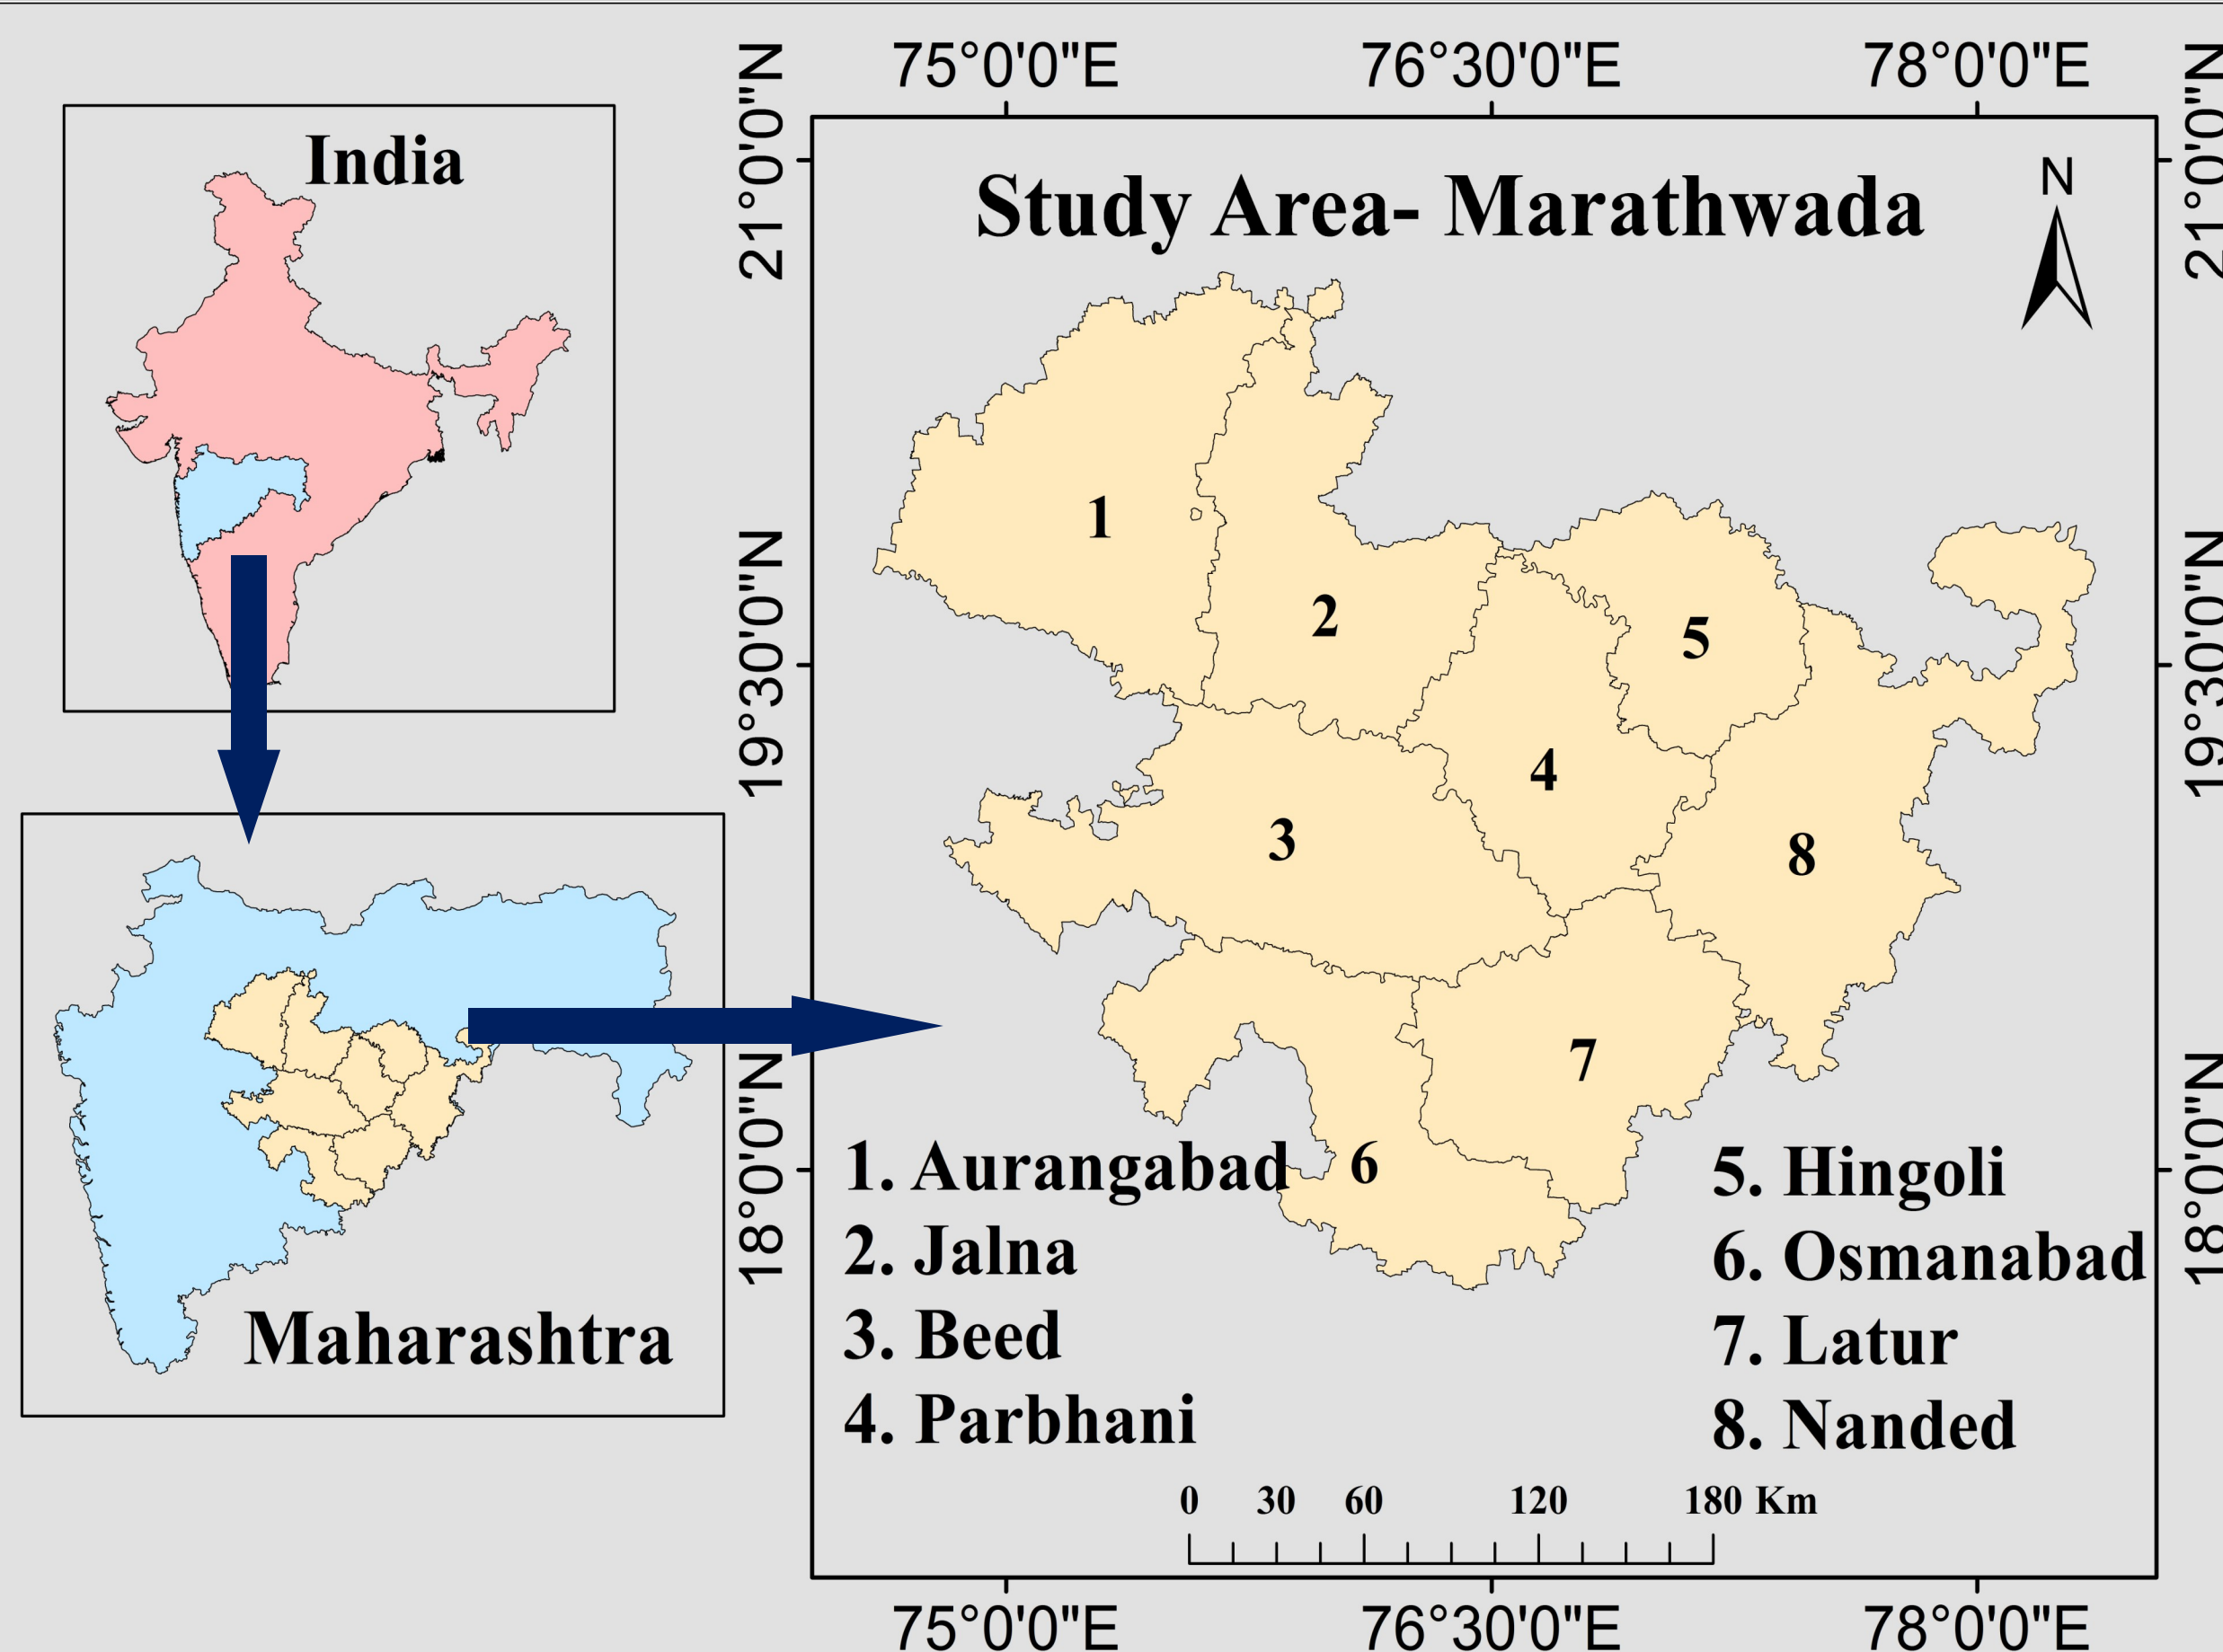 India
Maharashtra
75°0'0"E 76°30'0"E 78°0'0"E
21°0'0"N
19°30'0"N
18°0'0"N
Study Area- Marathwada
N
1
2
3
4
5
6
7
8
1. Aurangabad
2. Jalna
3. Beed
4. Parbhani
5. Hingoli
6. Osmanabad
7. Latur
8. Nanded
0 30 60 120 180 Km
21°0'0"N
19°30'0"N
18°0'0"N
75°0'0"E 76°30'0"E 78°0'0"E